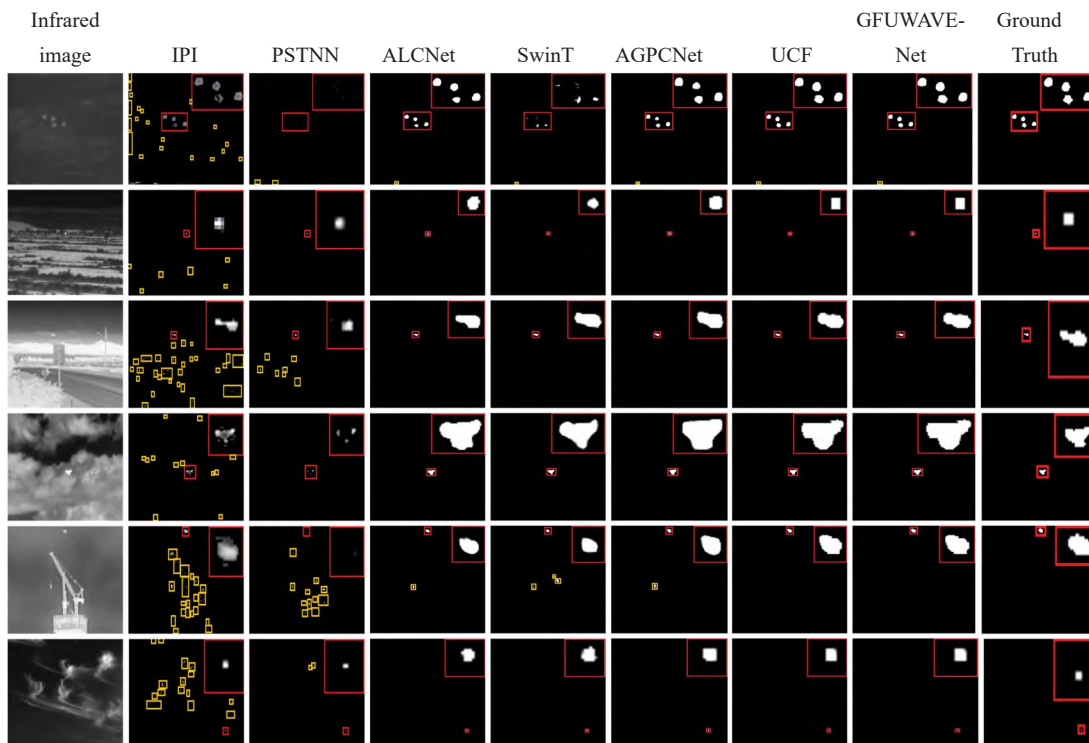 Infrared image
IPI
PSTNN
ALCNet
SwinT
AGPCNet
UCF
GFUWAVE-
Net
Ground
Truth